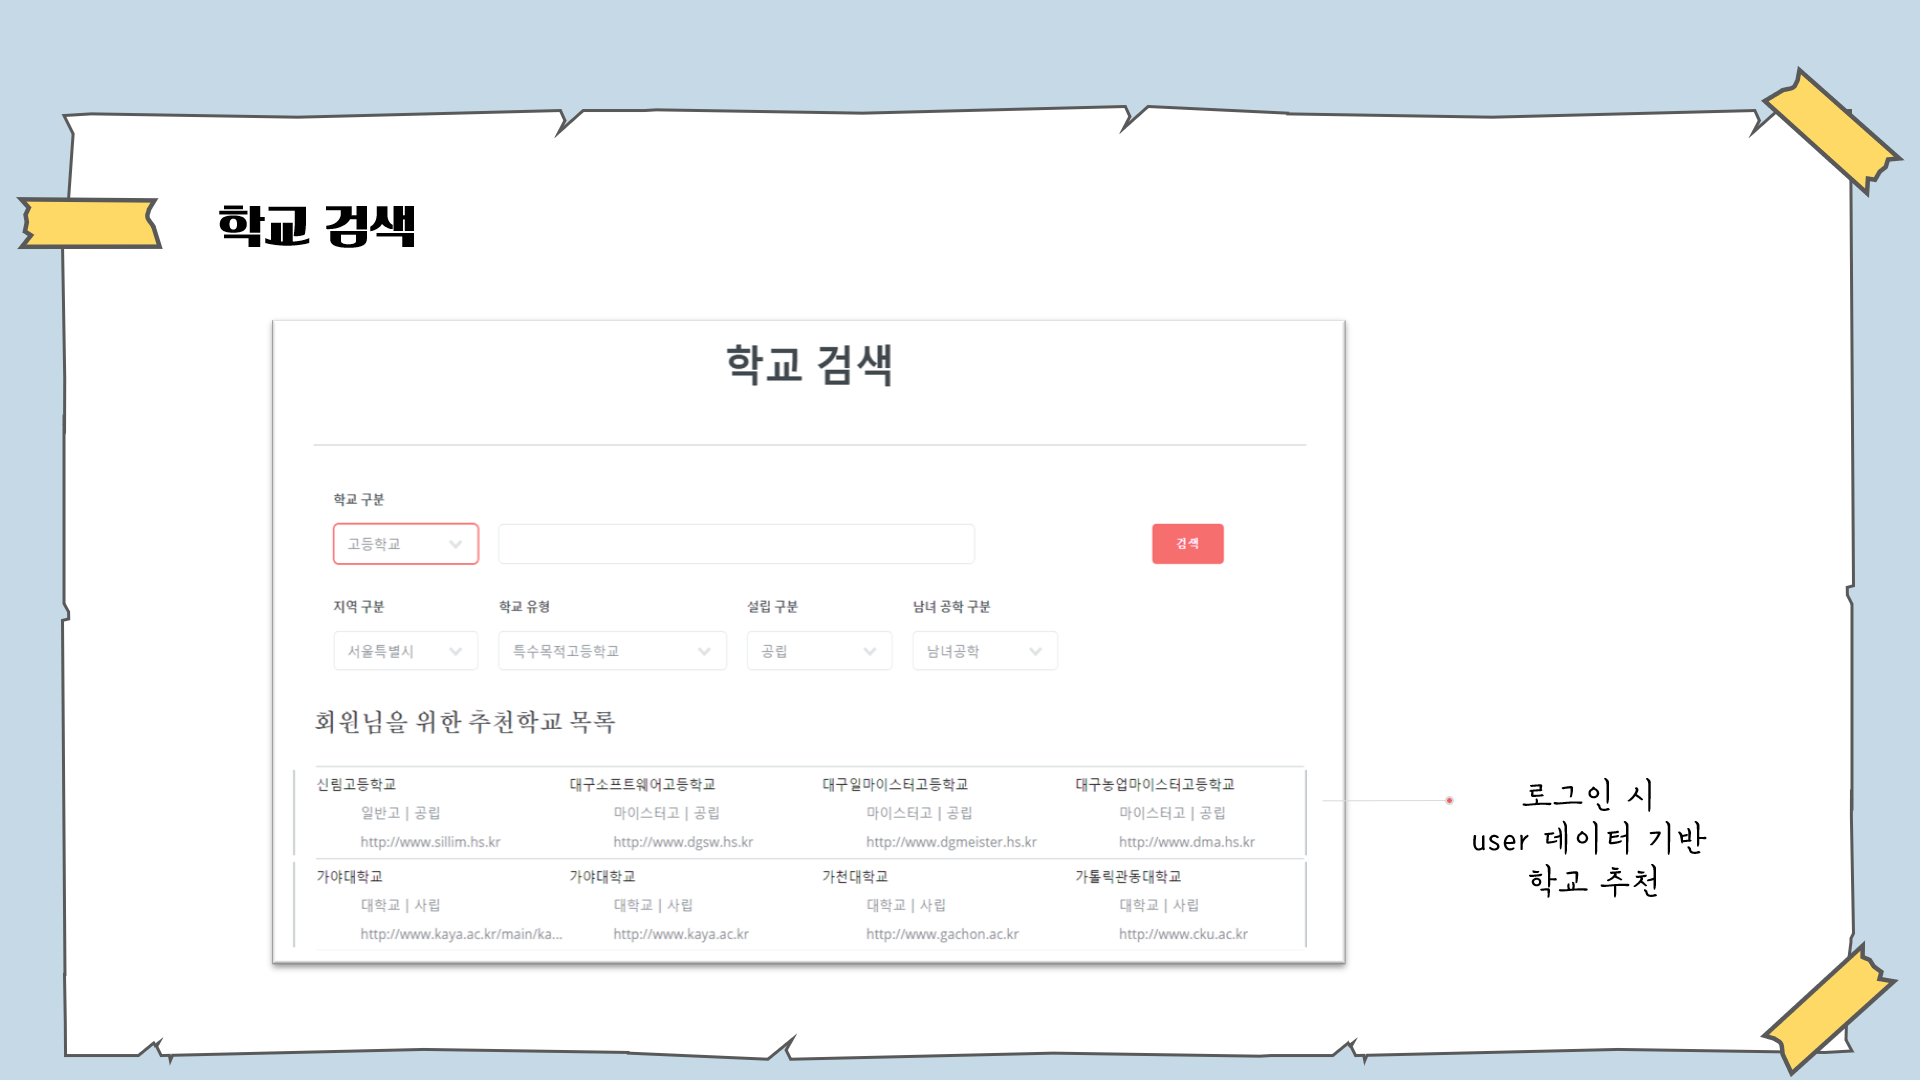 학교 검색
학교 검색
학교 구분
고등학교
검색
지역 구분 학교 유형 설립 구분 남녀 공학 구분
서울특별시 특수목적고등학교 공립 남녀공학
회원님을 위한 추천학교 목록
신림고등학교 대구소프트웨어고등학교 대구일마이스터고등학교 대구농업마이스터고등학교
일반고 | 공립 마이스터고 | 공립 마이스터고 | 공립 마이스터고 | 공립
http://www.sillim.hs.kr http://www.dgsw.hs.kr http://www.dgmeister.hs.kr http://www.dma.hs.kr
가야대학교 가야대학교 가천대학교 가톨릭관동대학교
대학교 | 사립 대학교 | 사립 대학교 | 사립 대학교 | 사립
http://www.kaya.ac.kr/main/ka... http://www.kaya.ac.kr http://www.gachon.ac.kr http://www.cku.ac.kr
로그인 시
user 데이터 기반
학교 추천